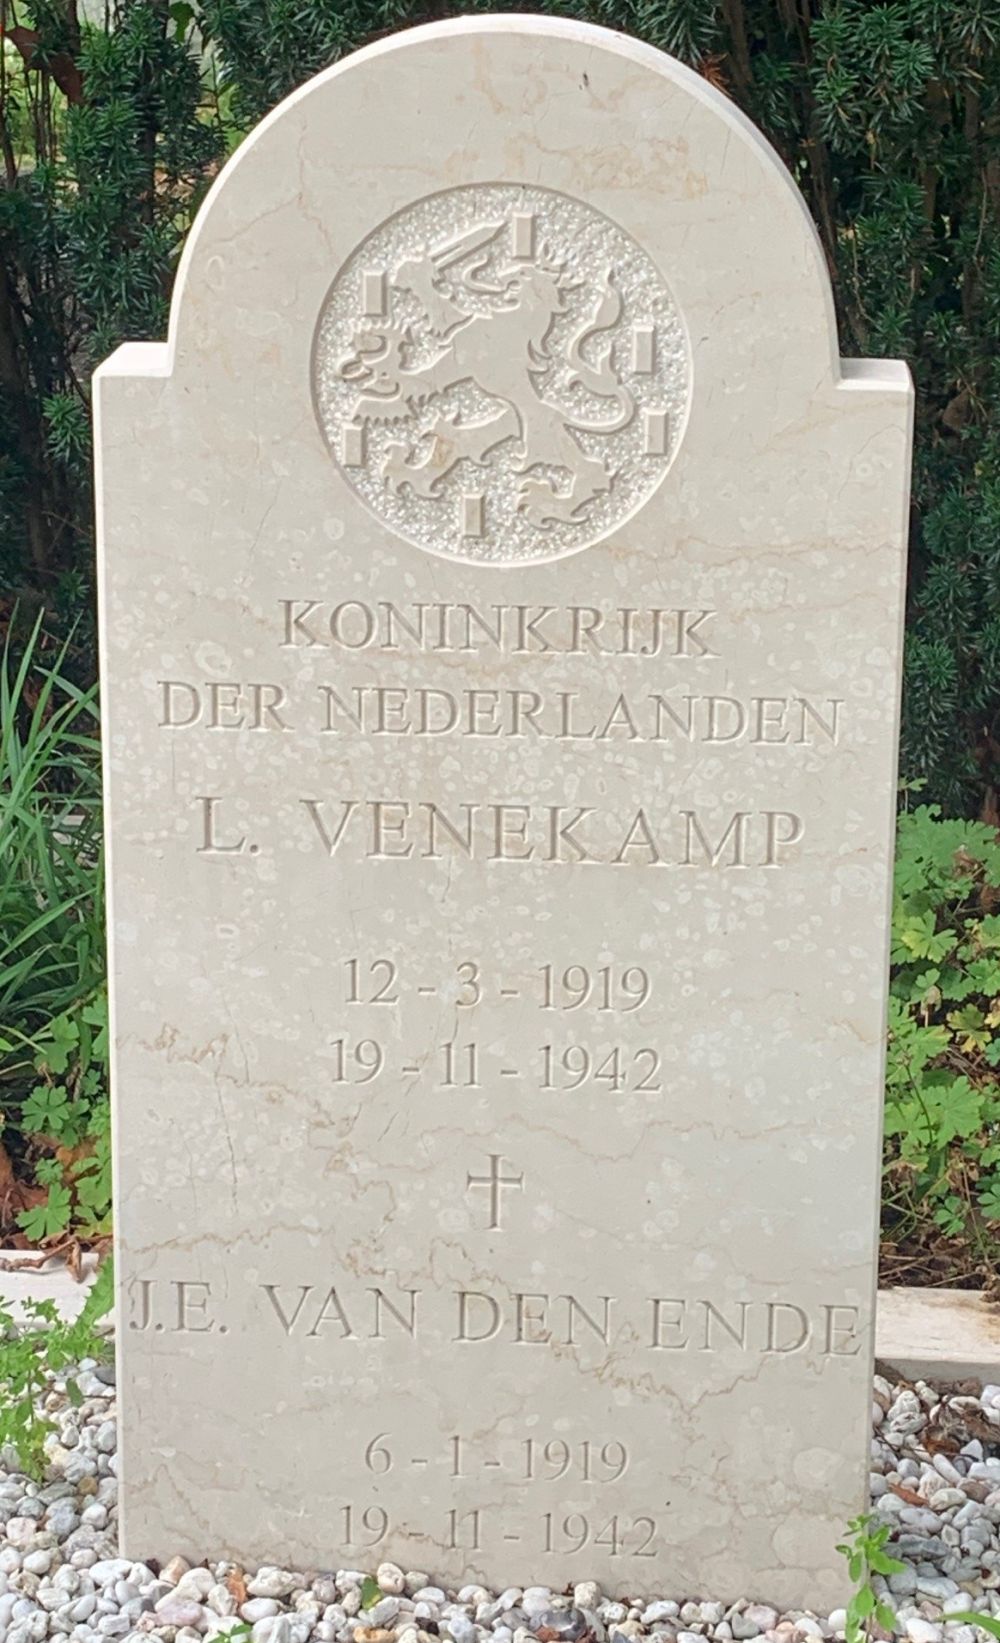 KONINKRIJK
DER NEDERLANDEN
L. VENEKAMP
12 - 3 - 1919
19 - 11 - 1942
J.E. VAN DEN ENDE
6 - 1 - 1919
19 - 11 - 1942